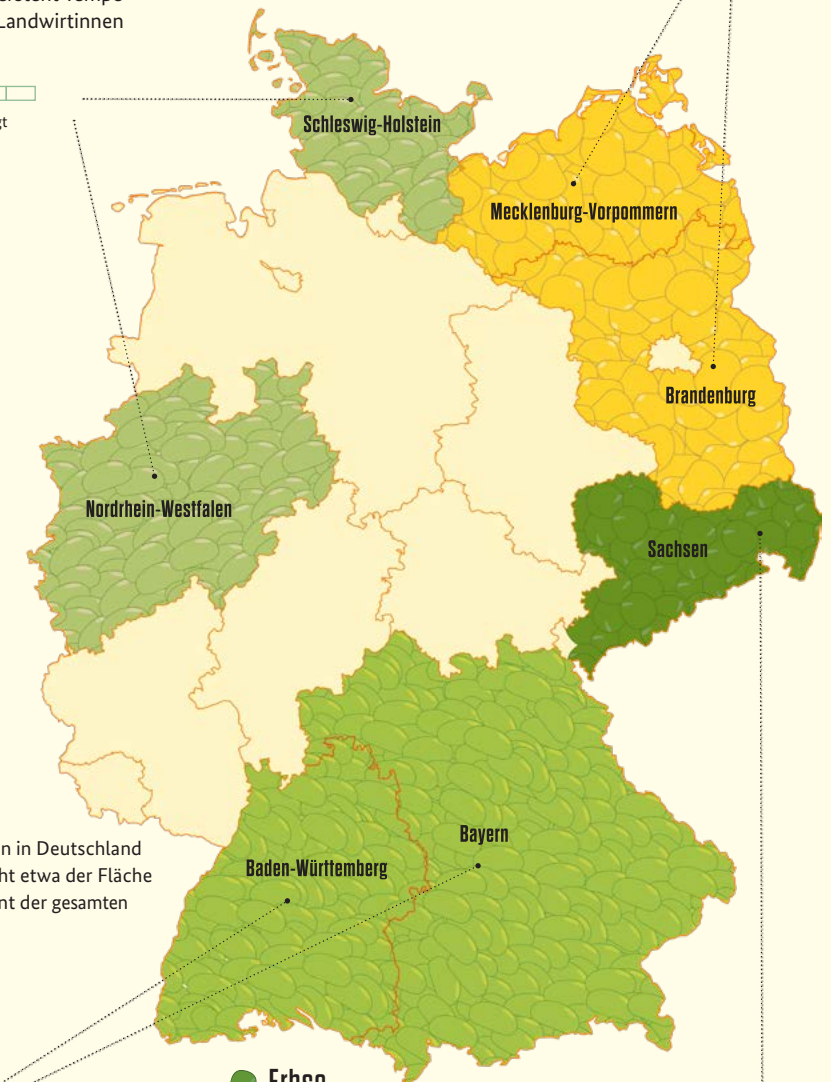 Landwirtinnen
Schleswig-Holstein
Mecklenburg-Vorpommern
Brandenburg
Nordrhein-Westfalen
Sachsen
n in Deutschland
ht etwa der Fläche
nt der gesamten
Bayern
Baden-Württemberg